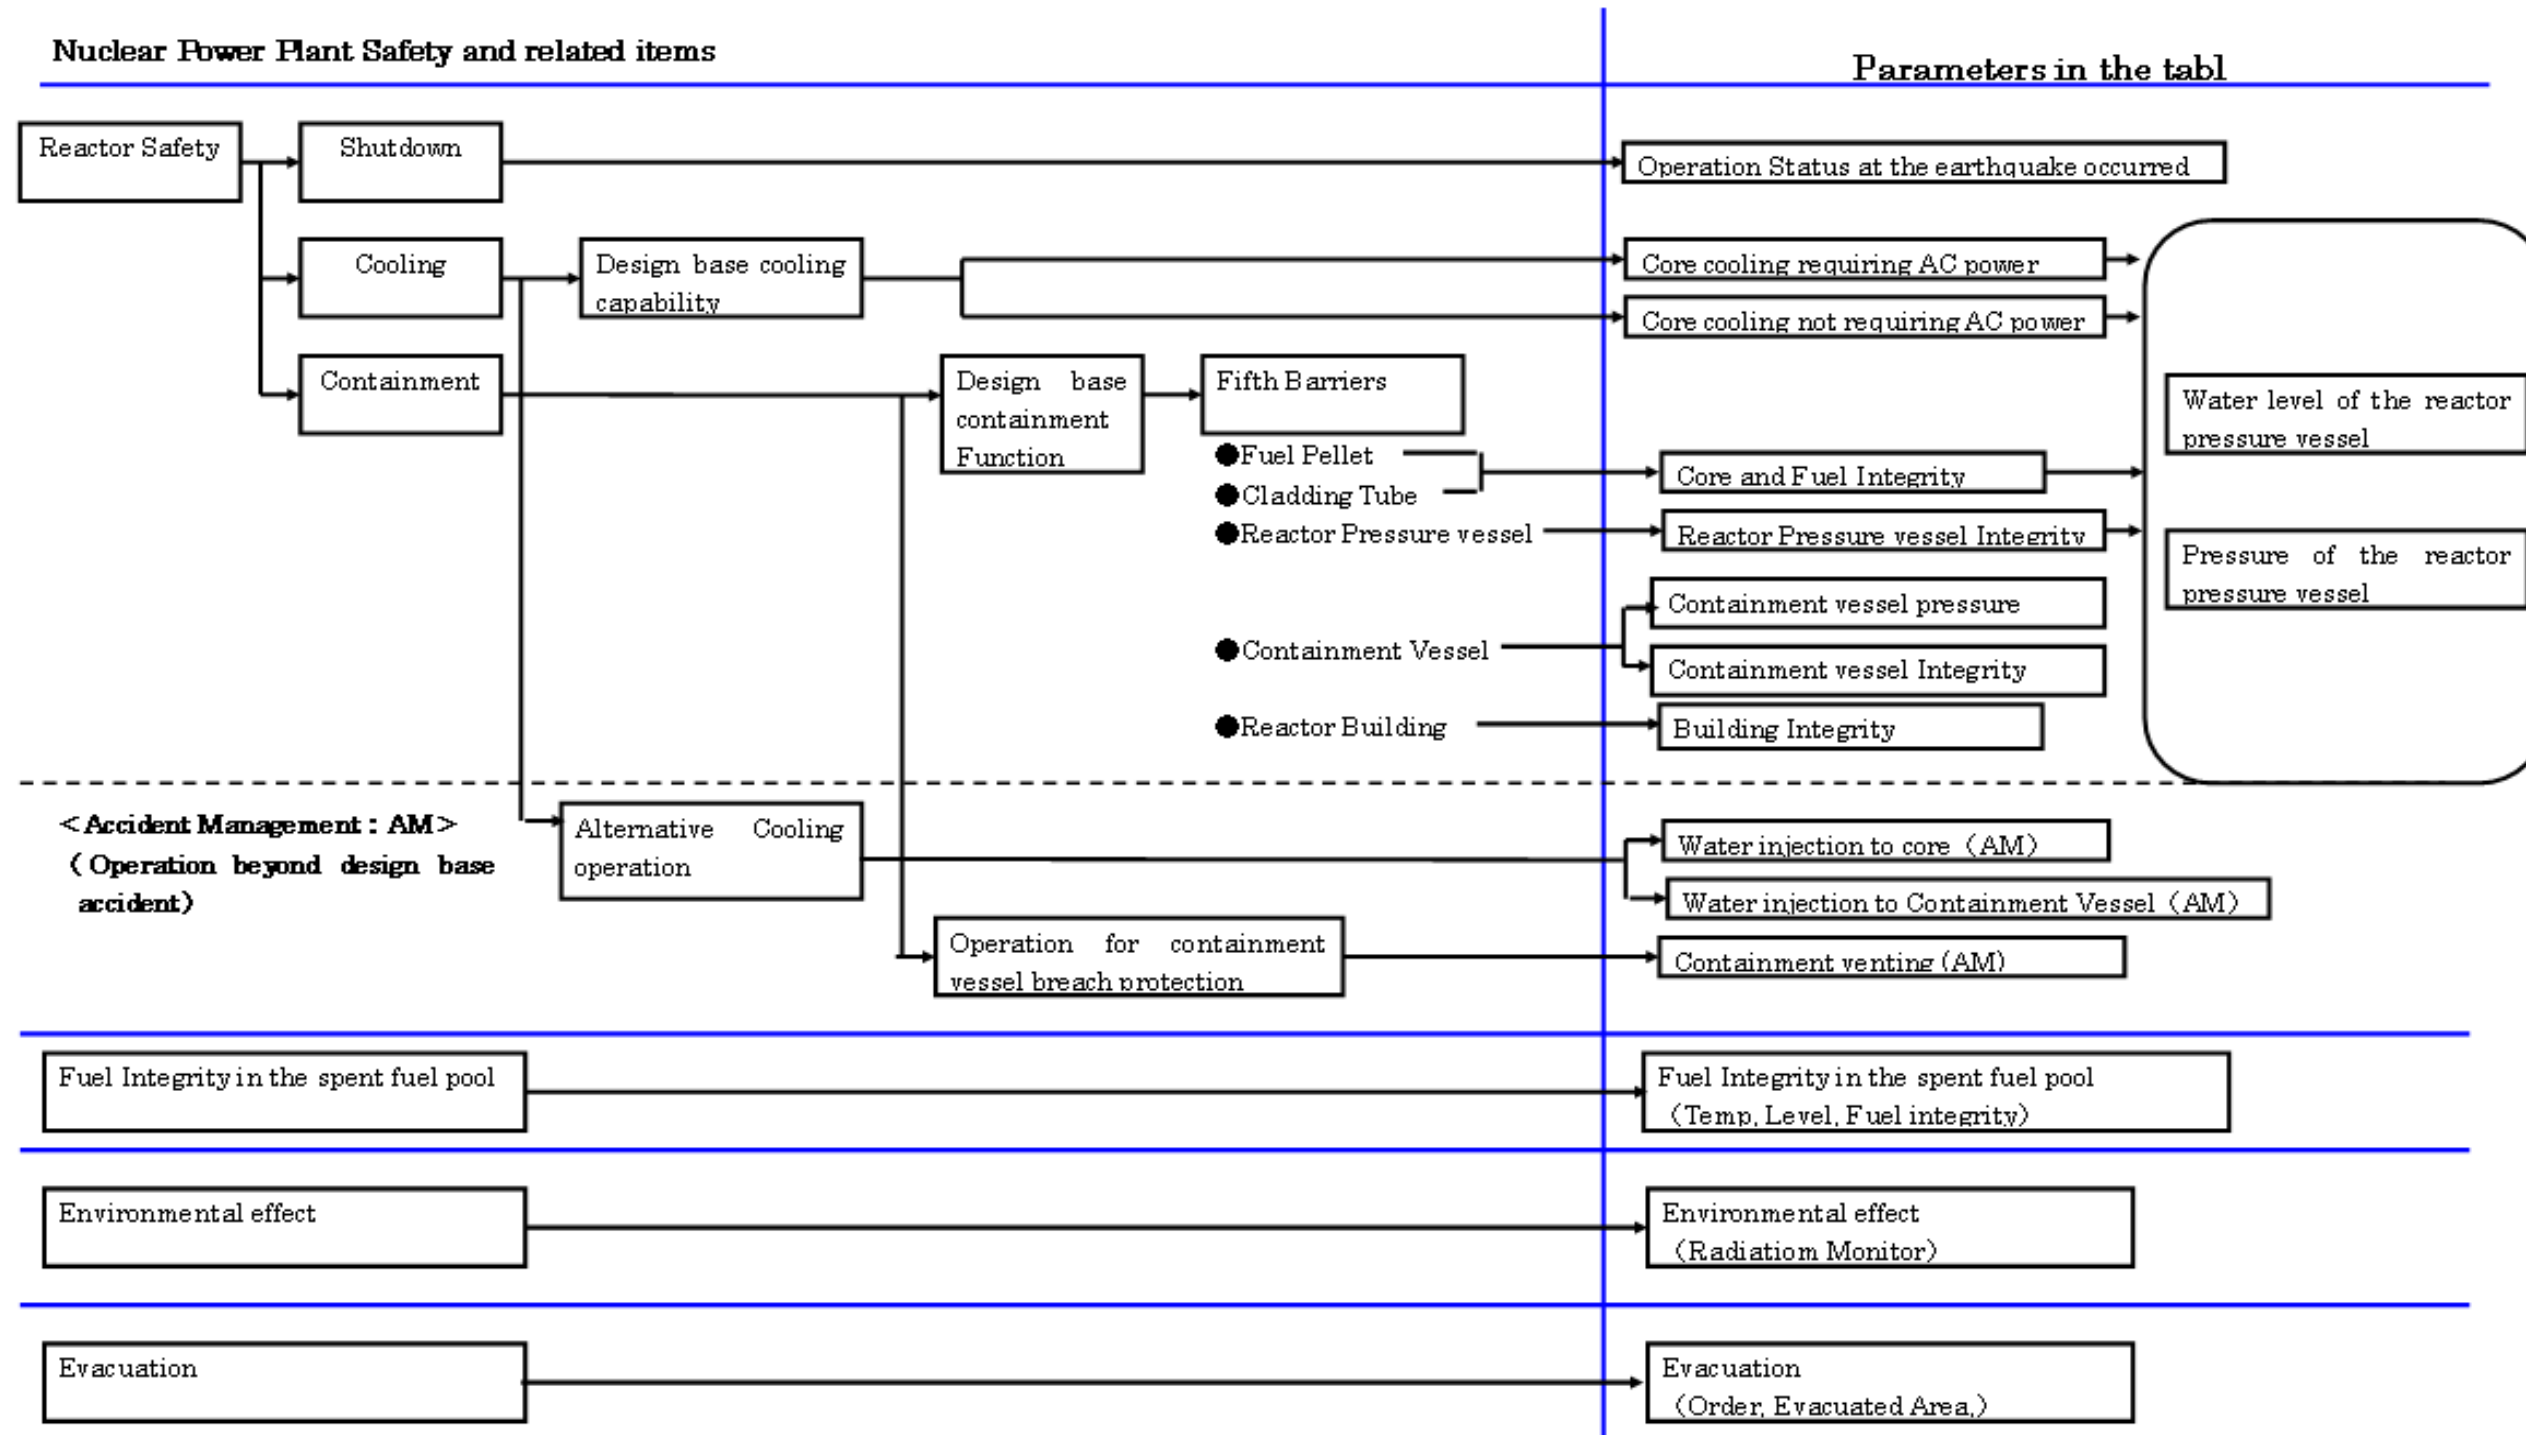 Nuclear Power Plant Safety and related items
Parameters in the tabl
Reactor Safety
Shutdown
Operation Status at the earthquake occurred
Cooling
Design base cooling
capability
Core cooling requiring AC power
Core cooling not requiring AC power
Containment
Design base
containment
Function
Fifth Barriers
●Fuel Pellet
●Cladding Tube
●Reactor Pressure vessel
●Containment Vessel
●Reactor Building
Core and Fuel Integrity
Reactor Pressure vessel Integrity
Containment vessel pressure
Containment vessel Integrity
Building Integrity
Water level of the reactor
pressure vessel
Pressure of the reactor
pressure vessel
<Accident Management : AM>
(Operation beyond design base
accident)
Alternative Cooling
operation
Water injection to core (AM)
Water injection to Containment Vessel (AM)
Operation for containment
vessel breach protection
Containment venting (AM)
Fuel Integrity in the spent fuel pool
Fuel Integrity in the spent fuel pool
(Temp, Level, Fuel integrity)
Environmental effect
Environmental effect
(Radiatiom Monitor)
Evacuation
Evacuation
(Order, Evacuated Area,)